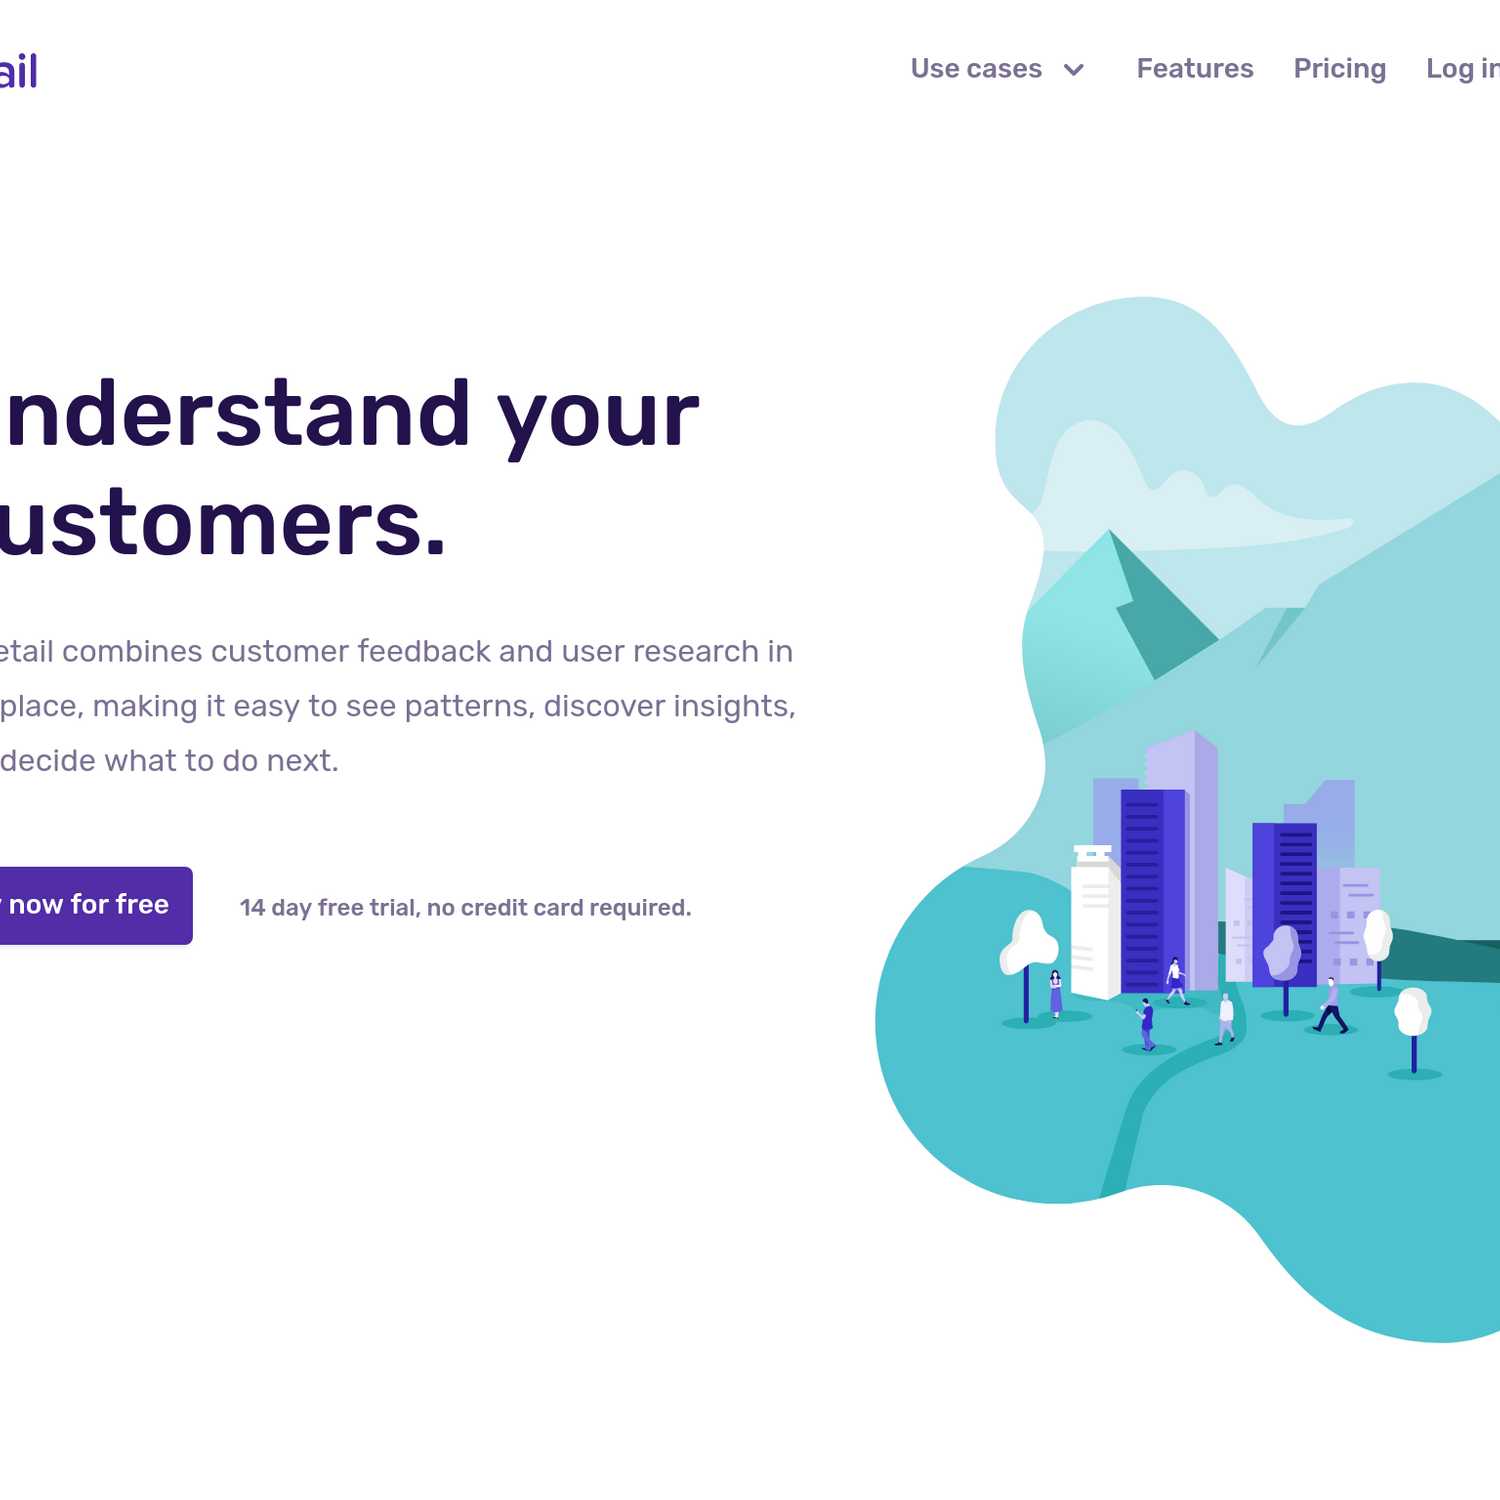 ail
Use cases Features Pricing Log in
nderstand your
ustomers.
etail combines customer feedback and user research in
place, making it easy to see patterns, discover insights,
decide what to do next.
now for free
14 day free trial, no credit card required.